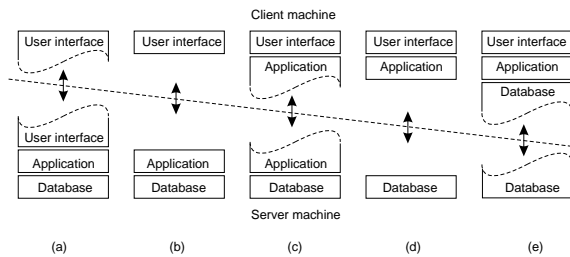 Client machine
User interface User interface User interface User interface User interface
Application Application Application
Database
User interface
Application Application Application
Database Database Database Database Database
Server machine
(a) (b) (c) (d) (e)